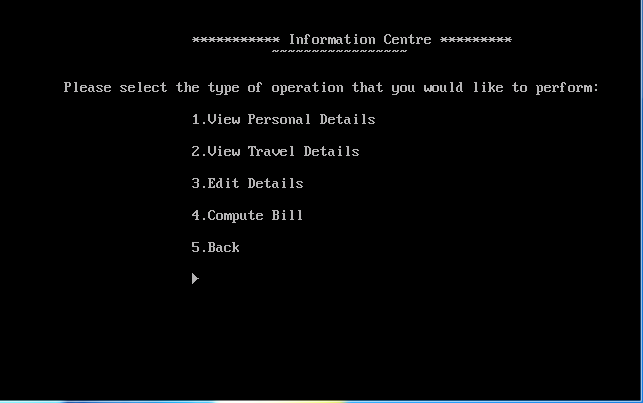 *********** Information Centre *********
~~~~~~~~~~~~~~~~~
Please select the type of operation that you would like to perform:
1.View Personal Details
2.View Travel Details
3.Edit Details
4.Compute Bill
5.Back